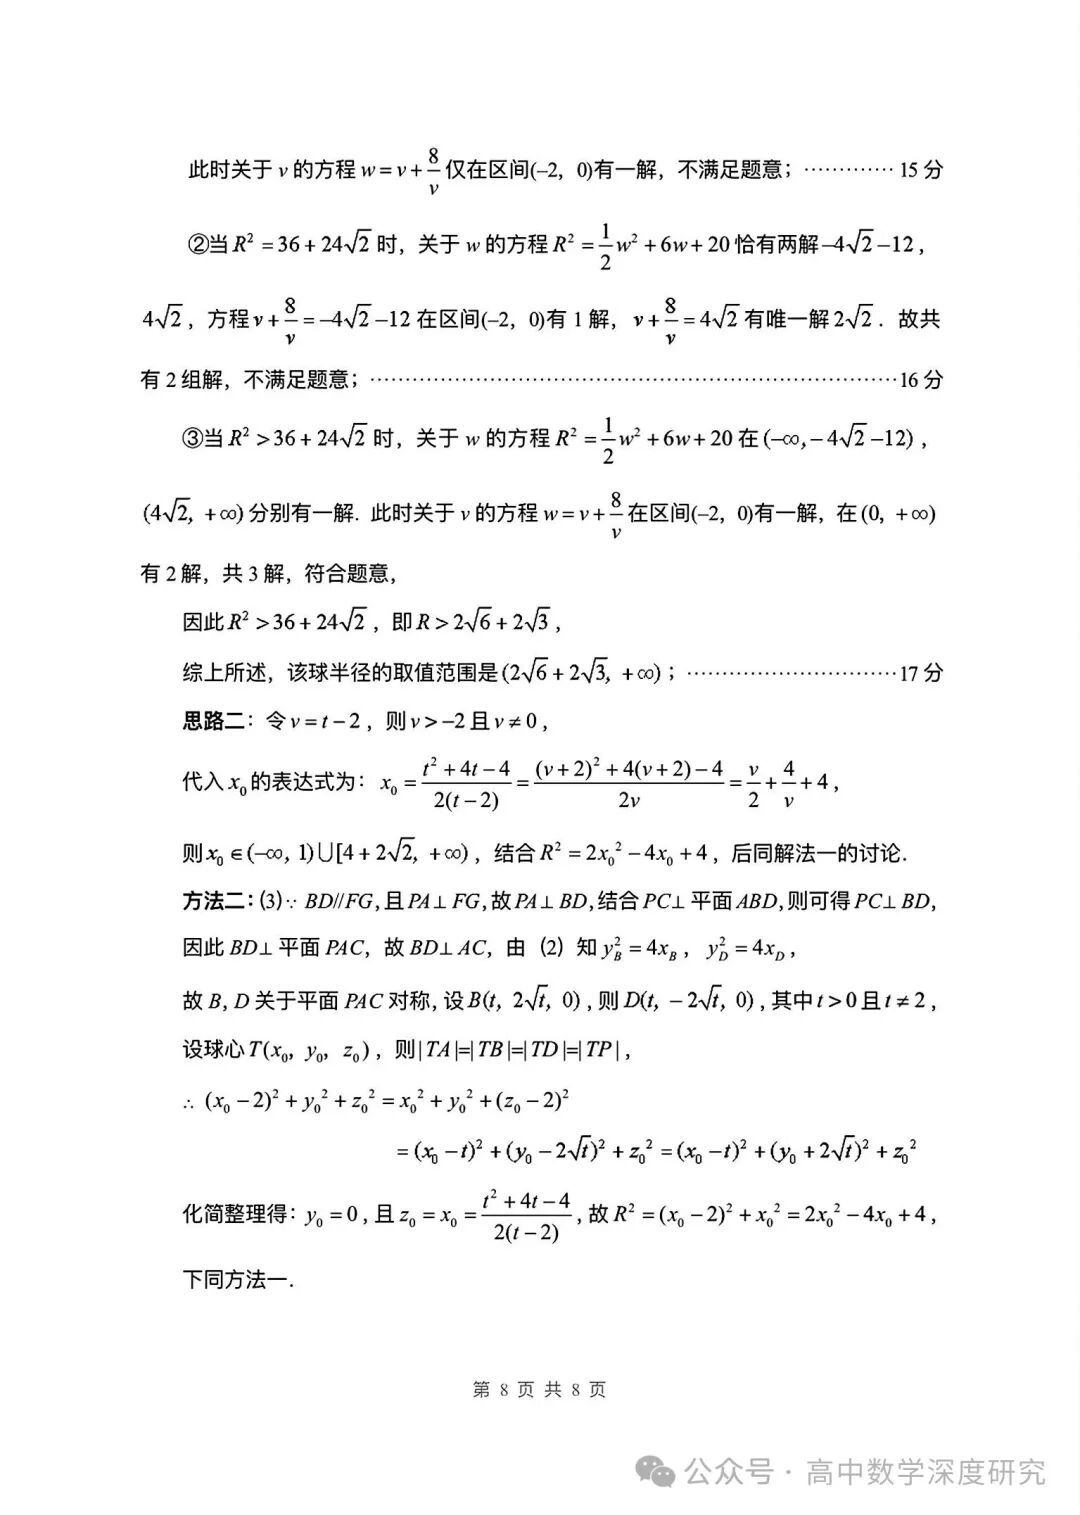 此时关于 v 的方程 w = v + 8/v 仅在区间(–2，0)有一解，不满足题意；············· 15 分
②当 R² = 36 + 24√2 时，关于 w 的方程 R² = 1/2 w² + 6w + 20 恰有两解 –4√2 –12，
4√2，方程 v + 8/v = –4√2 –12 在区间(–2，0)有 1 解，v + 8/v = 4√2 有唯一解 2√2．故共
有 2 组解，不满足题意；···········································································16 分
③当 R² > 36 + 24√2 时，关于 w 的方程 R² = 1/2 w² + 6w + 20 在 (–∞, – 4√2 –12)，
(4√2, +∞) 分别有一解. 此时关于 v 的方程 w = v + 8/v 在区间(–2，0)有一解，在 (0, +∞)
有 2 解，共 3 解，符合题意，
因此 R² > 36 + 24√2，即 R > 2√6 + 2√3，
综上所述，该球半径的取值范围是 (2√6 + 2√3, +∞)；······························17 分
思路二：令 v = t – 2，则 v > –2 且 v ≠ 0，
代入 x₀ 的表达式为：x₀ = (t² + 4t – 4)/(2(t – 2)) = ((v + 2)² + 4(v + 2) – 4)/(2v) = v/2 + 4/v + 4，
则 x₀ ∈ (–∞, 1)∪[4 + 2√2, +∞)，结合 R² = 2x₀² – 4x₀ + 4，后同解法一的讨论.
方法二：(3)∵ BD//FG，且 PA⊥FG，故 PA⊥BD，结合 PC⊥平面 ABD，则可得 PC⊥BD，
因此 BD⊥平面 PAC，故 BD⊥AC，由（2）知 y_B² = 4x_B，y_D² = 4x_D，
故 B, D 关于平面 PAC 对称，设 B(t, 2√t, 0)，则 D(t, – 2√t, 0)，其中 t > 0 且 t ≠ 2，
设球心 T(x₀, y₀, z₀)，则 |TA|=|TB|=|TD|=|TP|，
∴ (x₀ – 2)² + y₀² + z₀² = x₀² + y₀² + (z₀ – 2)²
= (x₀ – t)² + (y₀ – 2√t)² + z₀² = (x₀ – t)² + (y₀ + 2√t)² + z₀²
化简整理得：y₀ = 0，且 z₀ = x₀ = (t² + 4t – 4)/(2(t – 2))，故 R² = (x₀ – 2)² + x₀² = 2x₀² – 4x₀ + 4，
下同方法一.
第 8 页 共 8 页
公众号·高中数学深度研究